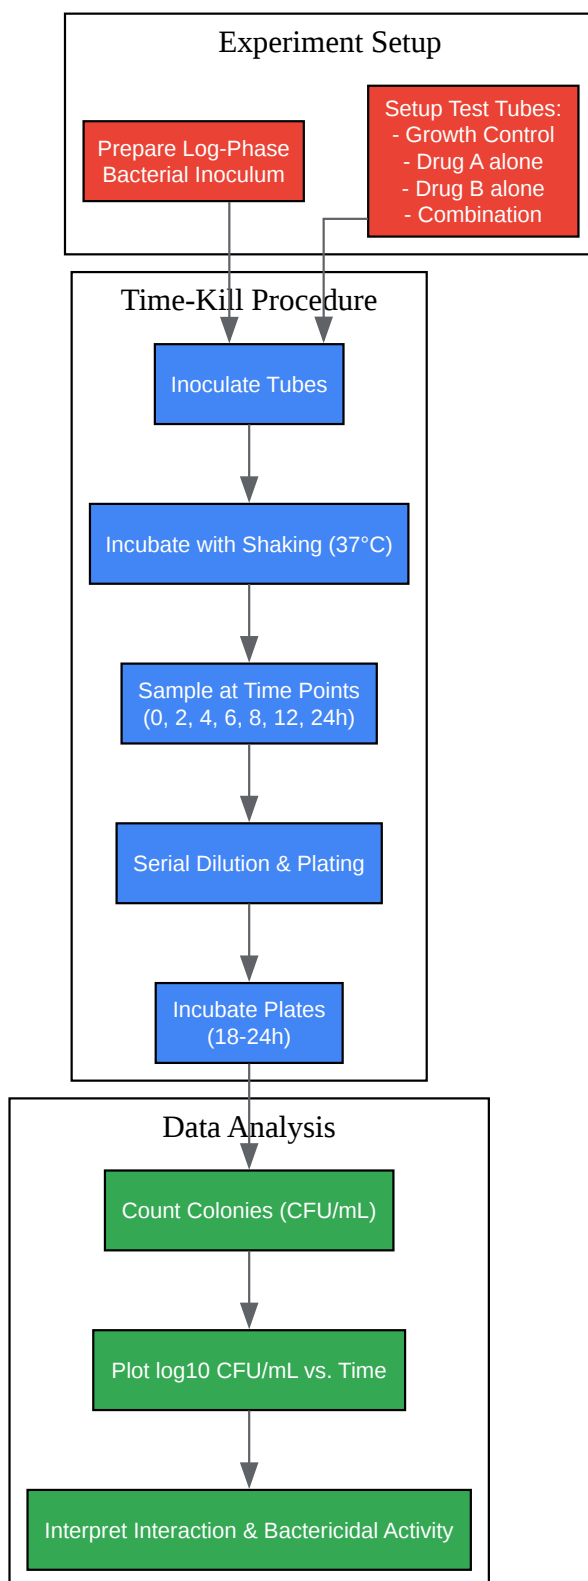 Experiment Setup
Prepare Log-Phase
Bacterial Inoculum
Setup Test Tubes:
- Growth Control
- Drug A alone
- Drug B alone
- Combination
Time-Kill Procedure
Inoculate Tubes
Incubate with Shaking (37°C)
Sample at Time Points
(0, 2, 4, 6, 8, 12, 24h)
Serial Dilution & Plating
Incubate Plates
(18-24h)
Data Analysis
Count Colonies (CFU/mL)
Plot log10 CFU/mL vs. Time
Interpret Interaction & Bactericidal Activity